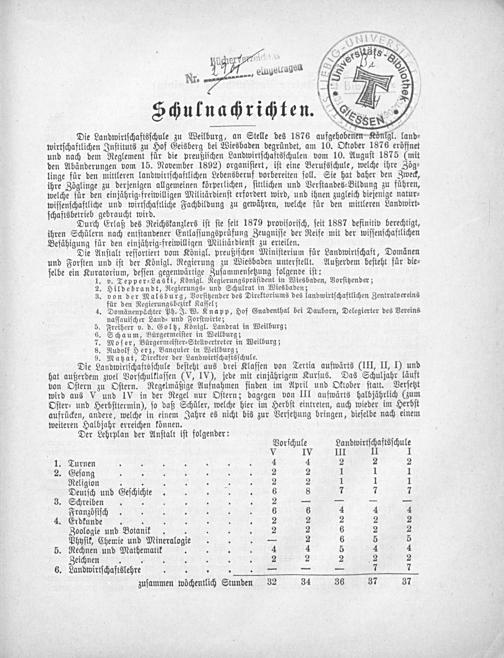 Bücherverzeichnis
Nr. eingetragen
JUSTUS-LIEBIG-UNIVERSITÄT
Universitäts-Bibliothek
GIESSEN
Schulnachrichten.
Die Landwirtschaftsschule zu Weilburg, an Stelle des 1876 aufgehobenen Königl. land-
wirtschaftlichen Instituts zu Hof Geisberg bei Wiesbaden begründet, am 10. Oktober 1876 eröffnet
und nach dem Reglement für die preußischen Landwirtschaftsschulen vom 10. August 1875 (mit
den Abänderungen vom 15. November 1892) organisiert, ist eine Berufsschule, welche ihre Zög-
linge für den mittleren landwirtschaftlichen Lebensberuf vorbereiten soll. Sie hat daher den Zweck,
ihre Zöglinge zu derjenigen allgemeinen körperlichen, sittlichen und Verstandes-Bildung zu führen,
welche für den einjährig-freiwilligen Militärdienst erfordert wird, und ihnen zugleich diejenige natur-
wissenschaftliche und wirtschaftliche Fachbildung zu gewähren, welche für den mittleren Landwirt-
schaftsbetrieb gebraucht wird.
Durch Erlaß des Reichskanzlers ist sie seit 1879 provisorisch, seit 1887 definitiv berechtigt,
ihren Schülern nach entstandener Entlassungsprüfung Zeugnisse der Reife mit der wissenschaftlichen
Befähigung für den einjährig-freiwilligen Militärdienst zu erteilen.
Die Anstalt ressortiert vom Königl. preußischen Ministerium für Landwirtschaft, Domänen
und Forsten und ist der Königl. Regierung zu Wiesbaden unterstellt. Außerdem besteht für die-
selbe ein Kuratorium, dessen gegenwärtige Zusammensetzung folgende ist:
1. v. Tepper-Laski, Königl. Regierungspräsident in Wiesbaden, Vorsitzender;
2. Hildebrandt, Regierungs- und Schulrat in Wiesbaden;
3. von der Malsburg, Vorsitzender des Direktoriums des landwirtschaftlichen Zentralvereins
für den Regierungsbezirk Kassel;
4. Domänenpächter Ph. J. W. Knapp, Hof Gnadenthal bei Dauborn, Delegierter des Vereins
nassauischer Land- und Forstwirte;
5. Freiherr v. d. Goltz, Königl. Landrat in Weilburg;
6. Schaum, Bürgermeister in Weilburg;
7. Moser, Bürgermeister-Stellvertreter in Weilburg;
8. Rudolf Herz, Banquier in Weilburg;
9. Matzat, Direktor der Landwirtschaftsschule.
Die Landwirtschaftsschule besteht aus drei Klassen von Tertia aufwärts (III, II, I) und
hat außerdem zwei Vorschulklassen (V, IV), jede mit einjährigem Kursus. Das Schuljahr läuft
von Ostern zu Ostern. Regelmäßige Aufnahmen finden im April und Oktober statt. Versetzt
wird aus V und IV in der Regel nur Ostern; dagegen von III aufwärts halbjährlich (zum
Oster- und Herbsttermin), so daß Schüler, welche hier im Herbst eintreten, auch wieder im Herbst
aufrücken, andere, welche in einem Jahre es nicht bis zur Versetzung bringen, dieselbe nach einem
weiteren Halbjahr erreichen können.
Der Lehrplan der Anstalt ist folgender:
Vorschule Landwirtschaftsschule
V IV III II I
1. Turnen 4 4 2 2 2
2. Gesang 2 2 1 1 1
Religion 2 2 1 1 1
Deutsch und Geschichte 6 8 7 7 7
3. Schreiben 2 — — — —
Französisch 6 6 4 4 4
4. Erdkunde 2 2 2 2 2
Zoologie und Botanik 2 2 6 2 2
Physik, Chemie und Mineralogie — 2 6 5 5
5. Rechnen und Mathematik 4 4 5 4 4
Zeichnen 2 2 2 2 2
6. Landwirtschaftslehre — — — 7 7
zusammen wöchentlich Stunden 32 34 36 37 37